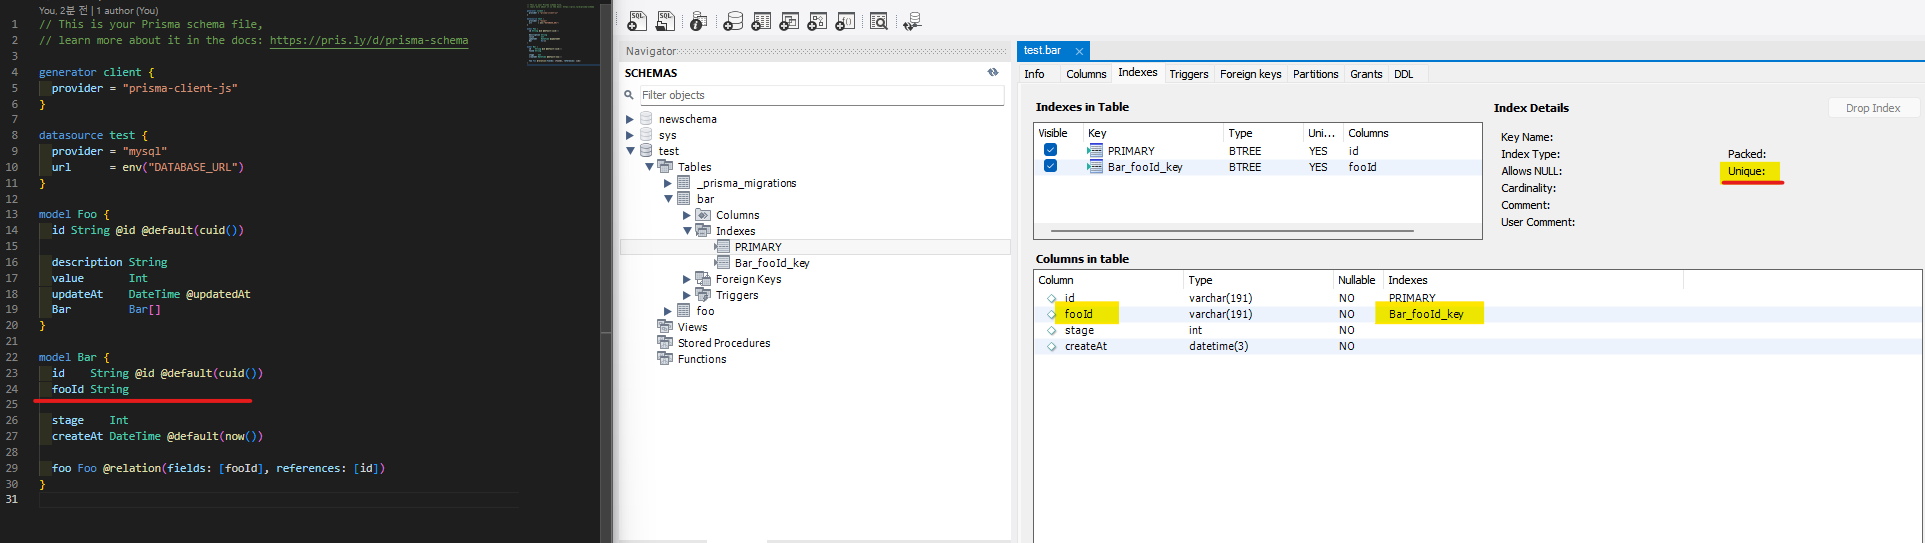 You, 2분 전 | 1 author (You)
1 // This is your Prisma schema file,
2 // learn more about it in the docs: https://pris.ly/d/prisma-schema
3
4 generator client {
5 provider = "prisma-client-js"
6 }
7
8 datasource test {
9 provider = "mysql"
10 url = env("DATABASE_URL")
11 }
12
13 model Foo {
14 id String @id @default(cuid())
15
16 description String
17 value Int
18 updateAt DateTime @updatedAt
19 Bar Bar[]
20 }
21
22 model Bar {
23 id String @id @default(cuid())
24 fooId String
25
26 stage Int
27 createAt DateTime @default(now())
28
29 foo Foo @relation(fields: [fooId], references: [id])
30 }
31
Navigator
SCHEMAS
Filter objects
newschema
sys
test
Tables
_prisma_migrations
bar
Columns
Indexes
PRIMARY
Bar_fooId_key
Foreign Keys
Triggers
foo
Views
Stored Procedures
Functions
test.bar
Info Columns Indexes Triggers Foreign keys Partitions Grants DDL
Indexes in Table
Visible Key Type Uni... Columns
PRIMARY BTREE YES id
Bar_fooId_key BTREE YES fooId
Index Details
Drop Index
Key Name:
Index Type: Packed:
Allows NULL: Unique:
Cardinality:
Comment:
User Comment:
Columns in table
Column Type Nullable Indexes
id varchar(191) NO PRIMARY
fooId varchar(191) NO Bar_fooId_key
stage int NO
createAt datetime(3) NO